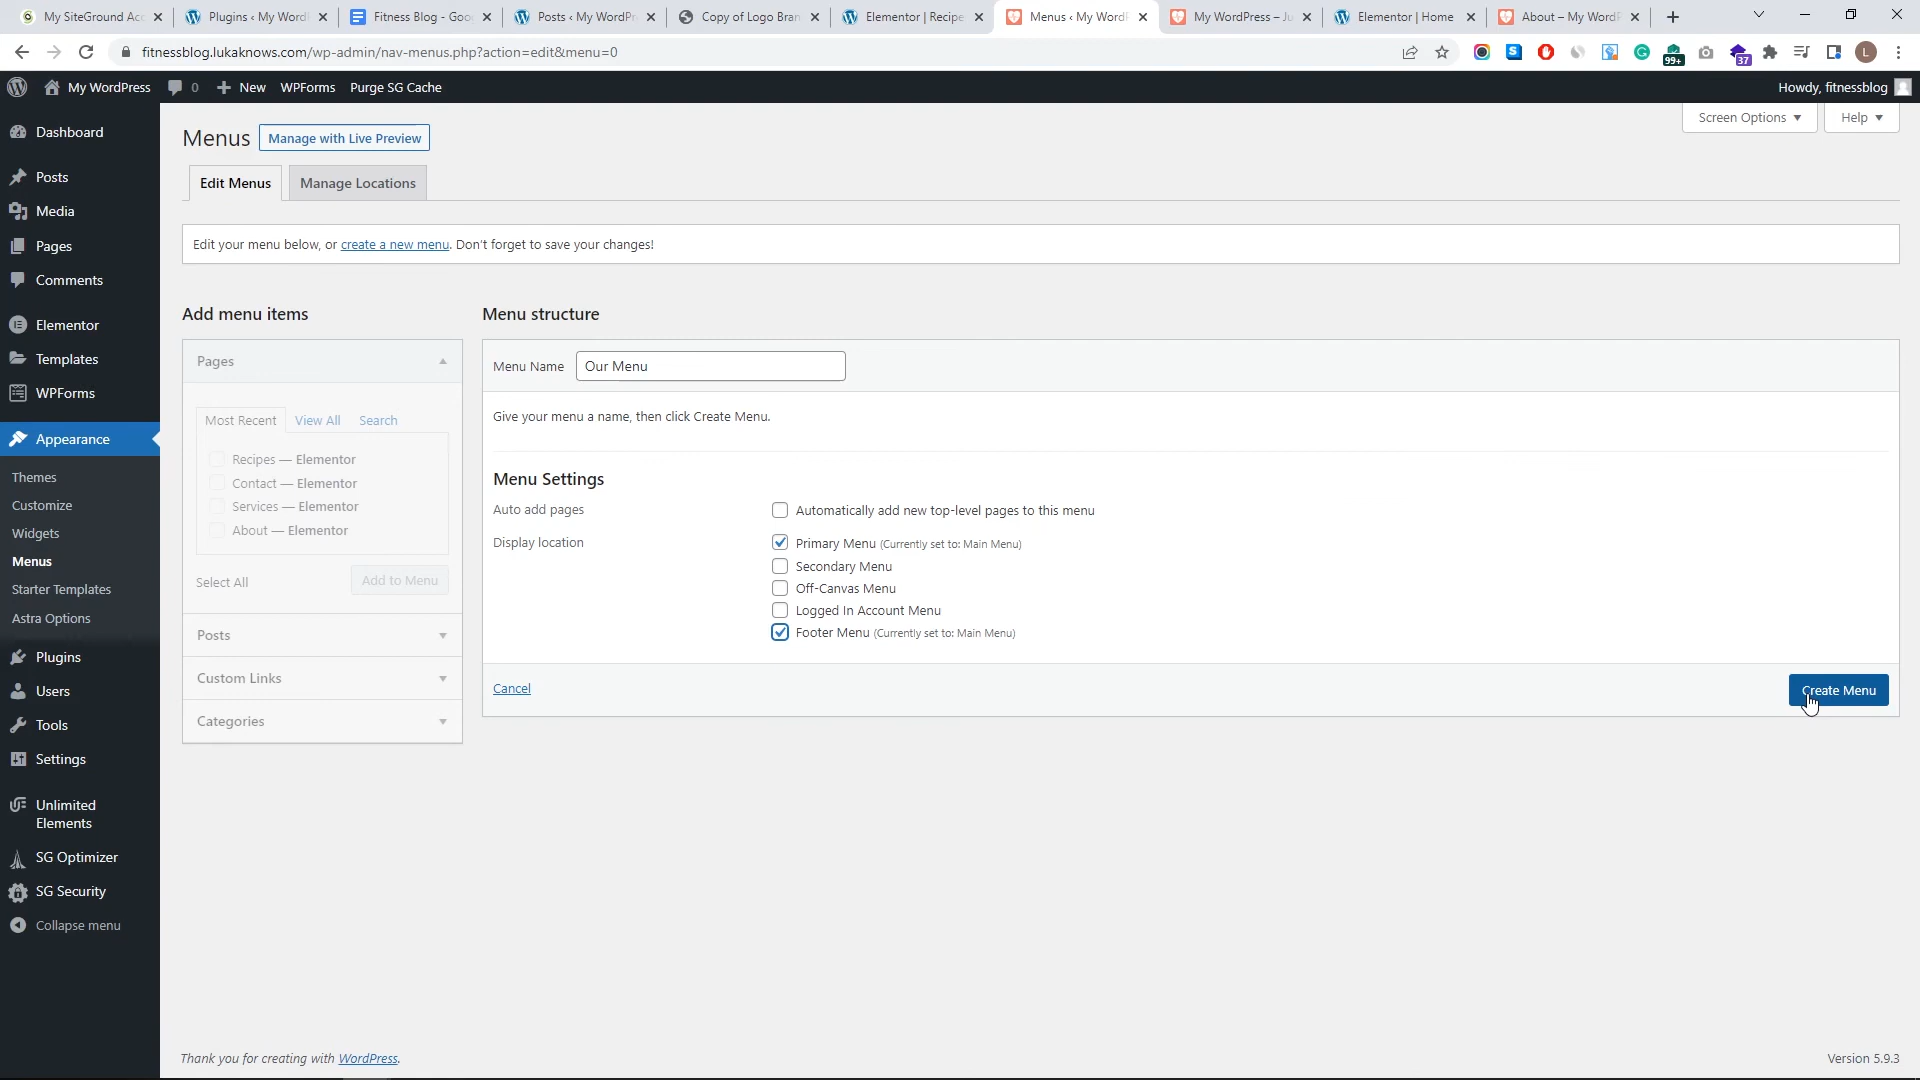 My SiteGround Acc
Plugins ‹ My WordP
Fitness Blog - Goo
Posts ‹ My WordPr
Copy of Logo Bran
Elementor | Recipe
Menus ‹ My WordP
My WordPress – Ju
Elementor | Home
About – My WordP
fitnessblog.lukaknows.com/wp-admin/nav-menus.php?action=edit&menu=0
99+
37
L
My WordPress
0
New
WPForms
Purge SG Cache
Howdy, fitnessblog
Dashboard
Posts
Media
Pages
Comments
Elementor
Templates
WPForms
Appearance
Themes
Customize
Widgets
Menus
Starter Templates
Astra Options
Plugins
Users
Tools
Settings
Unlimited
Elements
SG Optimizer
SG Security
Collapse menu
Screen Options
Help
Menus
Manage with Live Preview
Edit Menus
Manage Locations
Edit your menu below, or create a new menu. Don't forget to save your changes!
Add menu items
Pages
Most Recent
View All
Search
Recipes — Elementor
Contact — Elementor
Services — Elementor
About — Elementor
Select All
Add to Menu
Posts
Custom Links
Categories
Menu structure
Menu Name
Our Menu
Give your menu a name, then click Create Menu.
Menu Settings
Auto add pages
Automatically add new top-level pages to this menu
Display location
Primary Menu (Currently set to: Main Menu)
Secondary Menu
Off-Canvas Menu
Logged In Account Menu
Footer Menu (Currently set to: Main Menu)
Cancel
Create Menu
Thank you for creating with WordPress.
Version 5.9.3